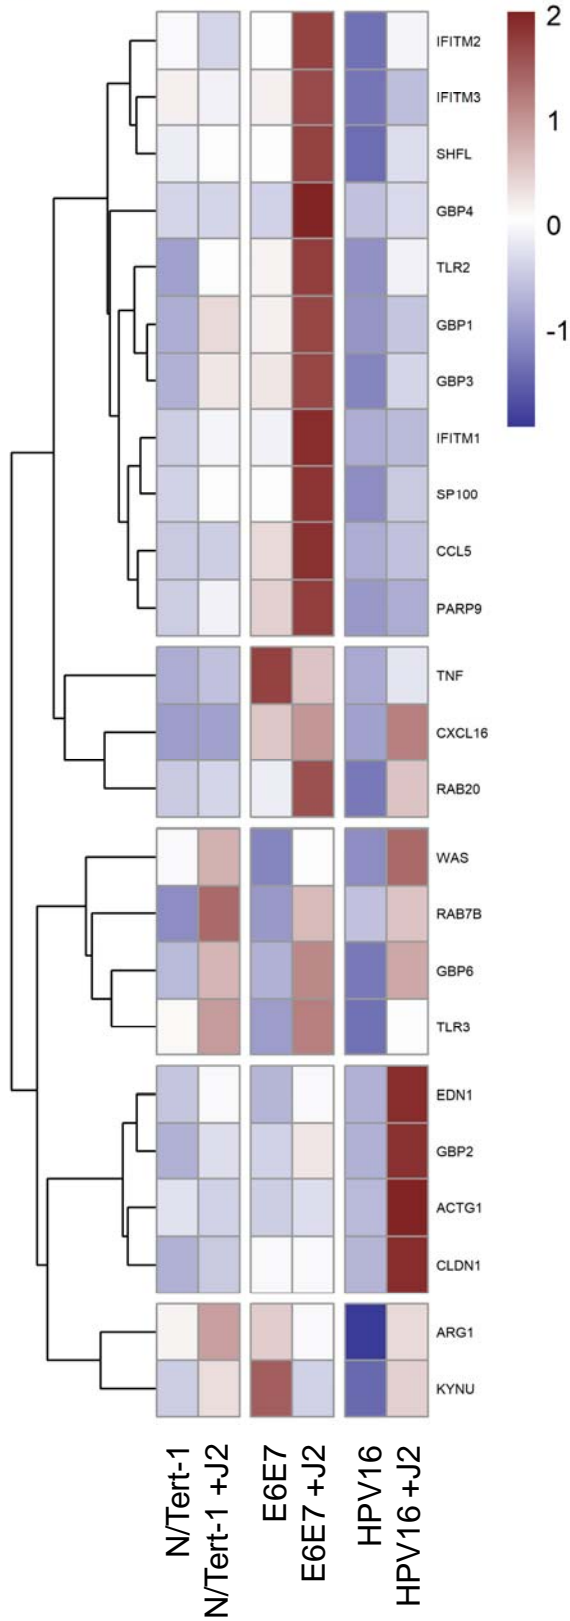 2
1
0
-1
IFITM2
IFITM3
SHFL
GBP4
TLR2
GBP1
GBP3
IFITM1
SP100
CCL5
PARP9
TNF
CXCL16
RAB20
WAS
RAB7B
GBP6
TLR3
EDN1
GBP2
ACTG1
CLDN1
ARG1
KYNU
N/Tert-1
N/Tert-1 +J2
E6E7
E6E7 +J2
HPV16
HPV16 +J2